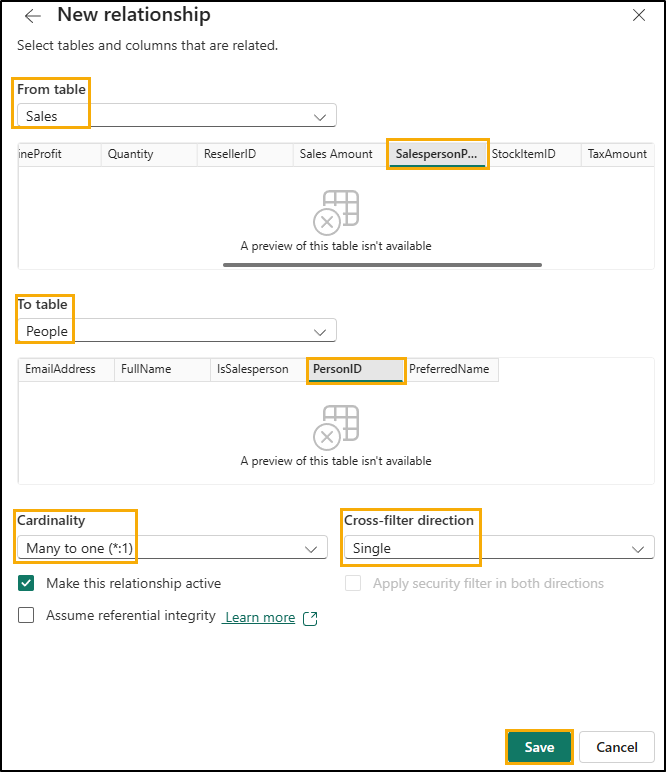 New relationship
Select tables and columns that are related.
From table
Sales
ineProfit Quantity ResellerID Sales Amount SalespersonP... StockItemID TaxAmount
A preview of this table isn't available
To table
People
EmailAddress FullName IsSalesperson PersonID PreferredName
A preview of this table isn't available
Cardinality Cross-filter direction
Many to one (*:1) Single
Make this relationship active Apply security filter in both directions
Assume referential integrity Learn more
Save Cancel